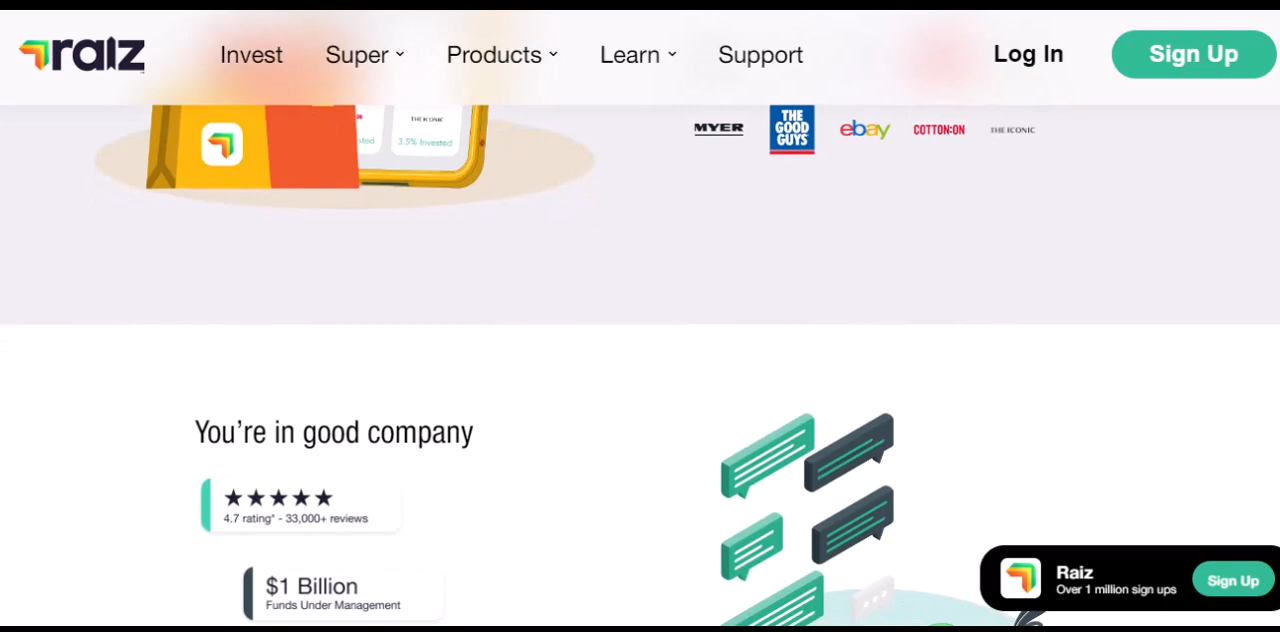 raiz
Invest
Super
Products
Learn
Support
Log In
Sign Up
THE ICONIC
3.5% Invested
MYER
THE
GOOD
GUYS
ebay
COTTON:ON
THE ICONIC
You're in good company
★★★★★
4.7 rating* - 33,000+ reviews
$1 Billion
Funds Under Management
Raiz
Over 1 million sign ups
Sign Up